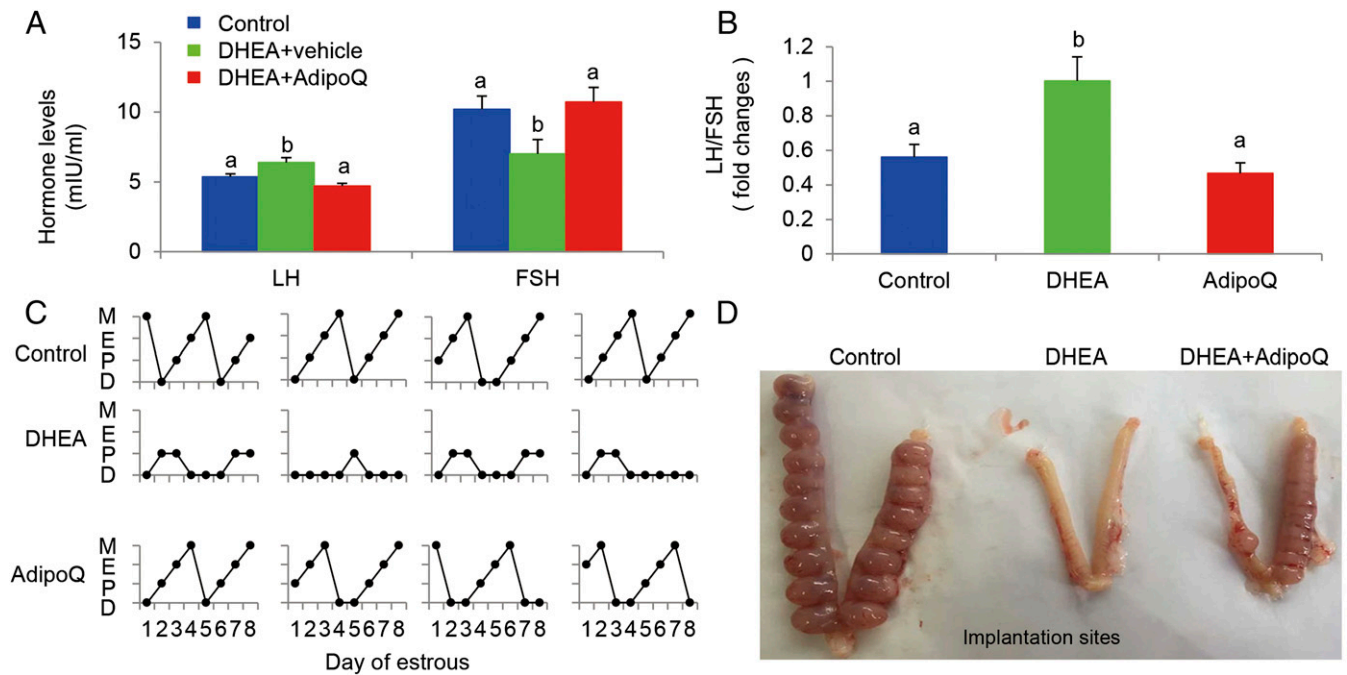 A
Control
DHEA+vehicle
DHEA+AdipoQ
15
10
5
0
Hormone levels
(mIU/ml)
a
b
a
a
b
a
LH
FSH
B
1.2
1
0.8
0.6
0.4
0.2
0
LH/FSH
( fold changes )
a
b
a
Control
DHEA
AdipoQ
C
Control
M
E
P
D
DHEA
M
E
P
D
AdipoQ
M
E
P
D
12345678 12345678 12345678 12345678
Day of estrous
D
Control DHEA DHEA+AdipoQ
Implantation sites